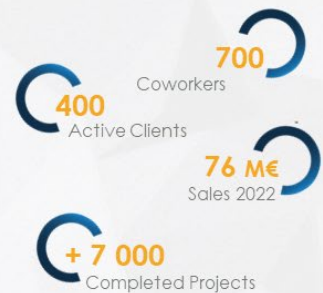 700
Coworkers
400
Active Clients
76 M€
Sales 2022
+ 7 000
Completed Projects